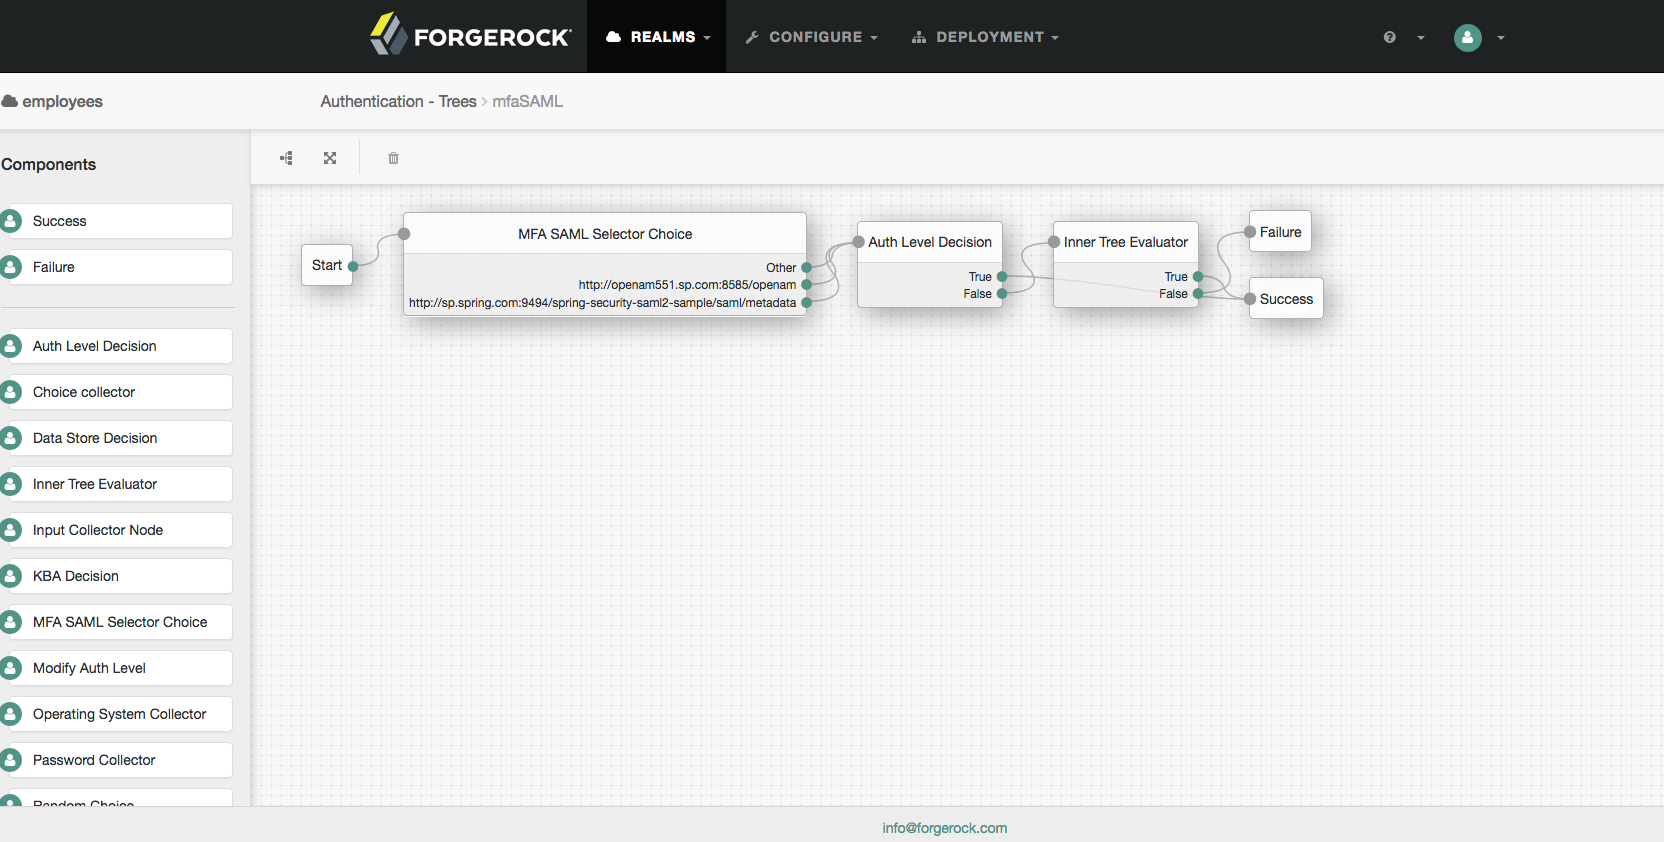 FORGEROCK
REALMS
CONFIGURE
DEPLOYMENT
employees
Authentication - Trees > mfaSAML
Components
Success
Failure
Auth Level Decision
Choice collector
Data Store Decision
Inner Tree Evaluator
Input Collector Node
KBA Decision
MFA SAML Selector Choice
Modify Auth Level
Operating System Collector
Password Collector
Random Choice
Start
MFA SAML Selector Choice
Other
http://openam551.sp.com:8585/openam
http://sp.spring.com:9494/spring-security-saml2-sample/saml/metadata
Auth Level Decision
True
False
Inner Tree Evaluator
True
False
Failure
Success
info@forgerock.com